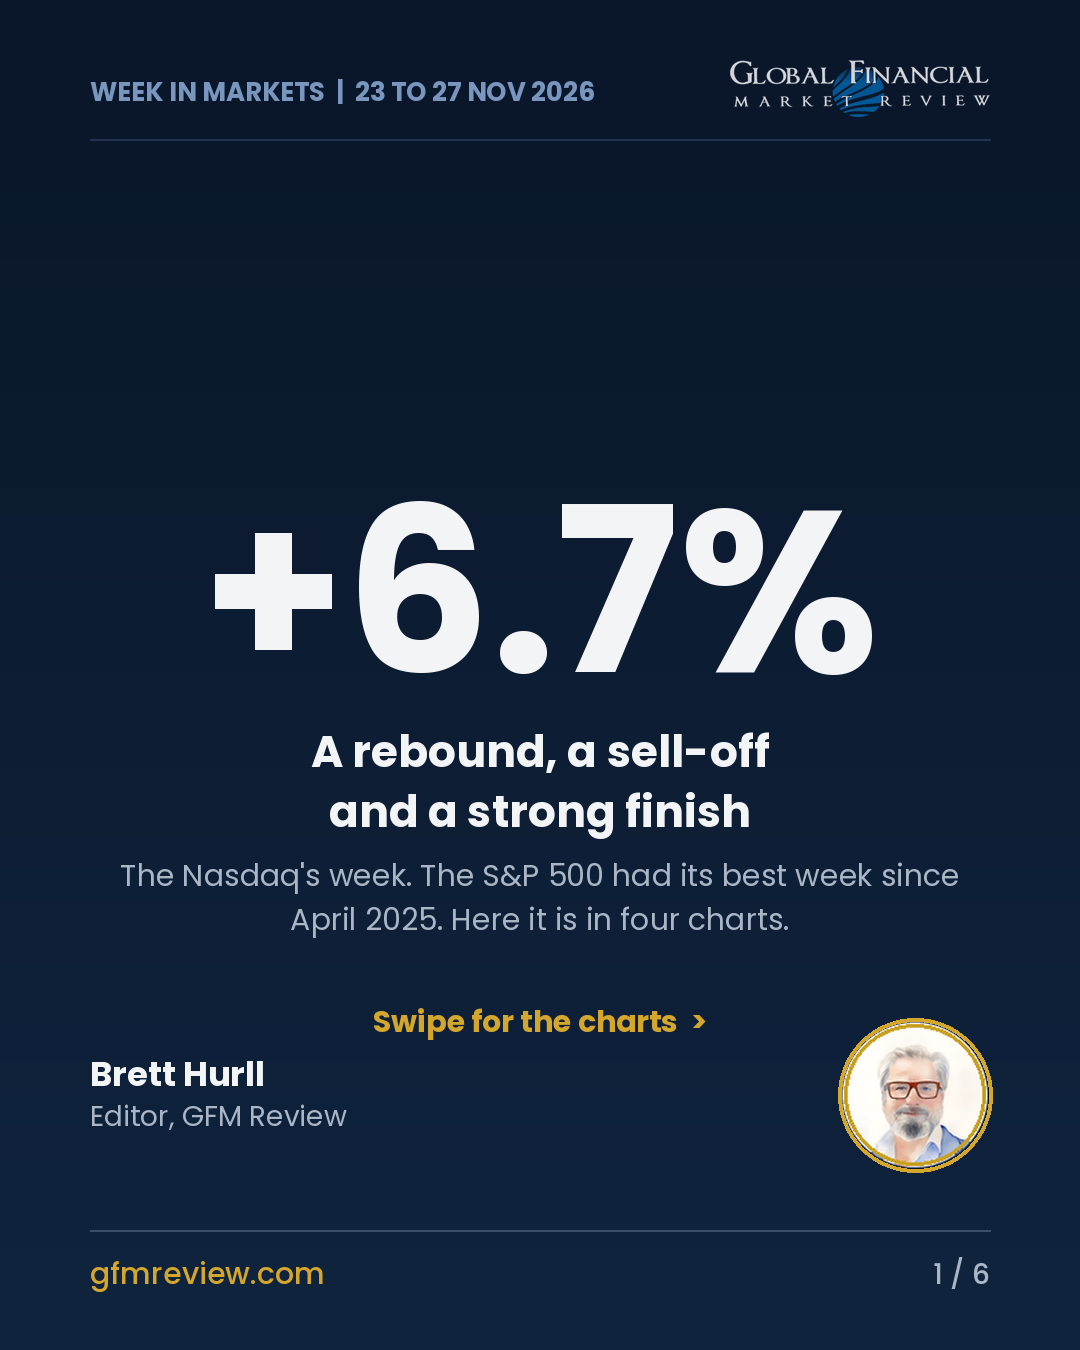 WEEK IN MARKETS | 23 TO 27 NOV 2026
GLOBAL FINANCIAL
MARKET REVIEW
+6.7%
A rebound, a sell-off
and a strong finish
The Nasdaq's week. The S&P 500 had its best week since
April 2025. Here it is in four charts.
Swipe for the charts >
Brett Hurll
Editor, GFM Review
gfmreview.com
1 / 6